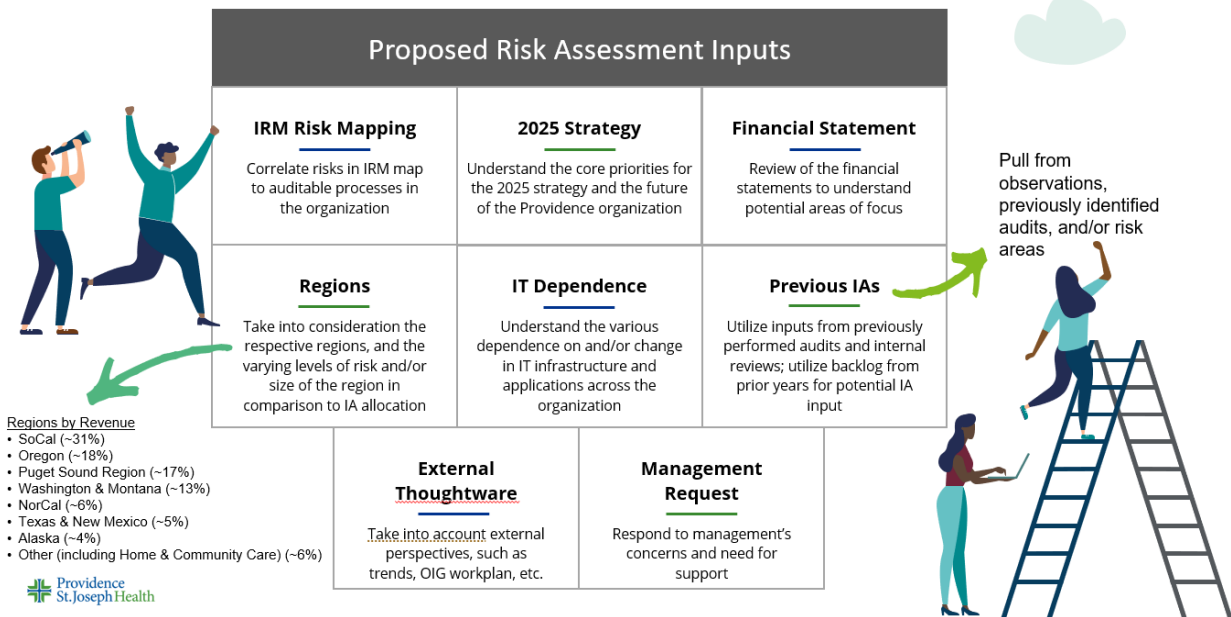 Proposed Risk Assessment Inputs
IRM Risk Mapping
Correlate risks in IRM map
to auditable processes in
the organization
2025 Strategy
Understand the core priorities for
the 2025 strategy and the future
of the Providence organization
Financial Statement
Review of the financial
statements to understand
potential areas of focus
Pull from
observations,
previously identified
audits, and/or risk
areas
Regions
Take into consideration the
respective regions, and the
varying levels of risk and/or
size of the region in
comparison to IA allocation
IT Dependence
Understand the various
dependence on and/or change
in IT infrastructure and
applications across the
organization
Previous IAs
Utilize inputs from previously
performed audits and internal
reviews; utilize backlog from
prior years for potential IA
input
Regions by Revenue
• SoCal (~31%)
• Oregon (~18%)
• Puget Sound Region (~17%)
• Washington & Montana (~13%)
• NorCal (~6%)
• Texas & New Mexico (~5%)
• Alaska (~4%)
• Other (including Home & Community Care) (~6%)
External
Thoughtware
Take into account external
perspectives, such as
trends, OIG workplan, etc.
Management
Request
Respond to management's
concerns and need for
support
Providence
St.JosephHealth